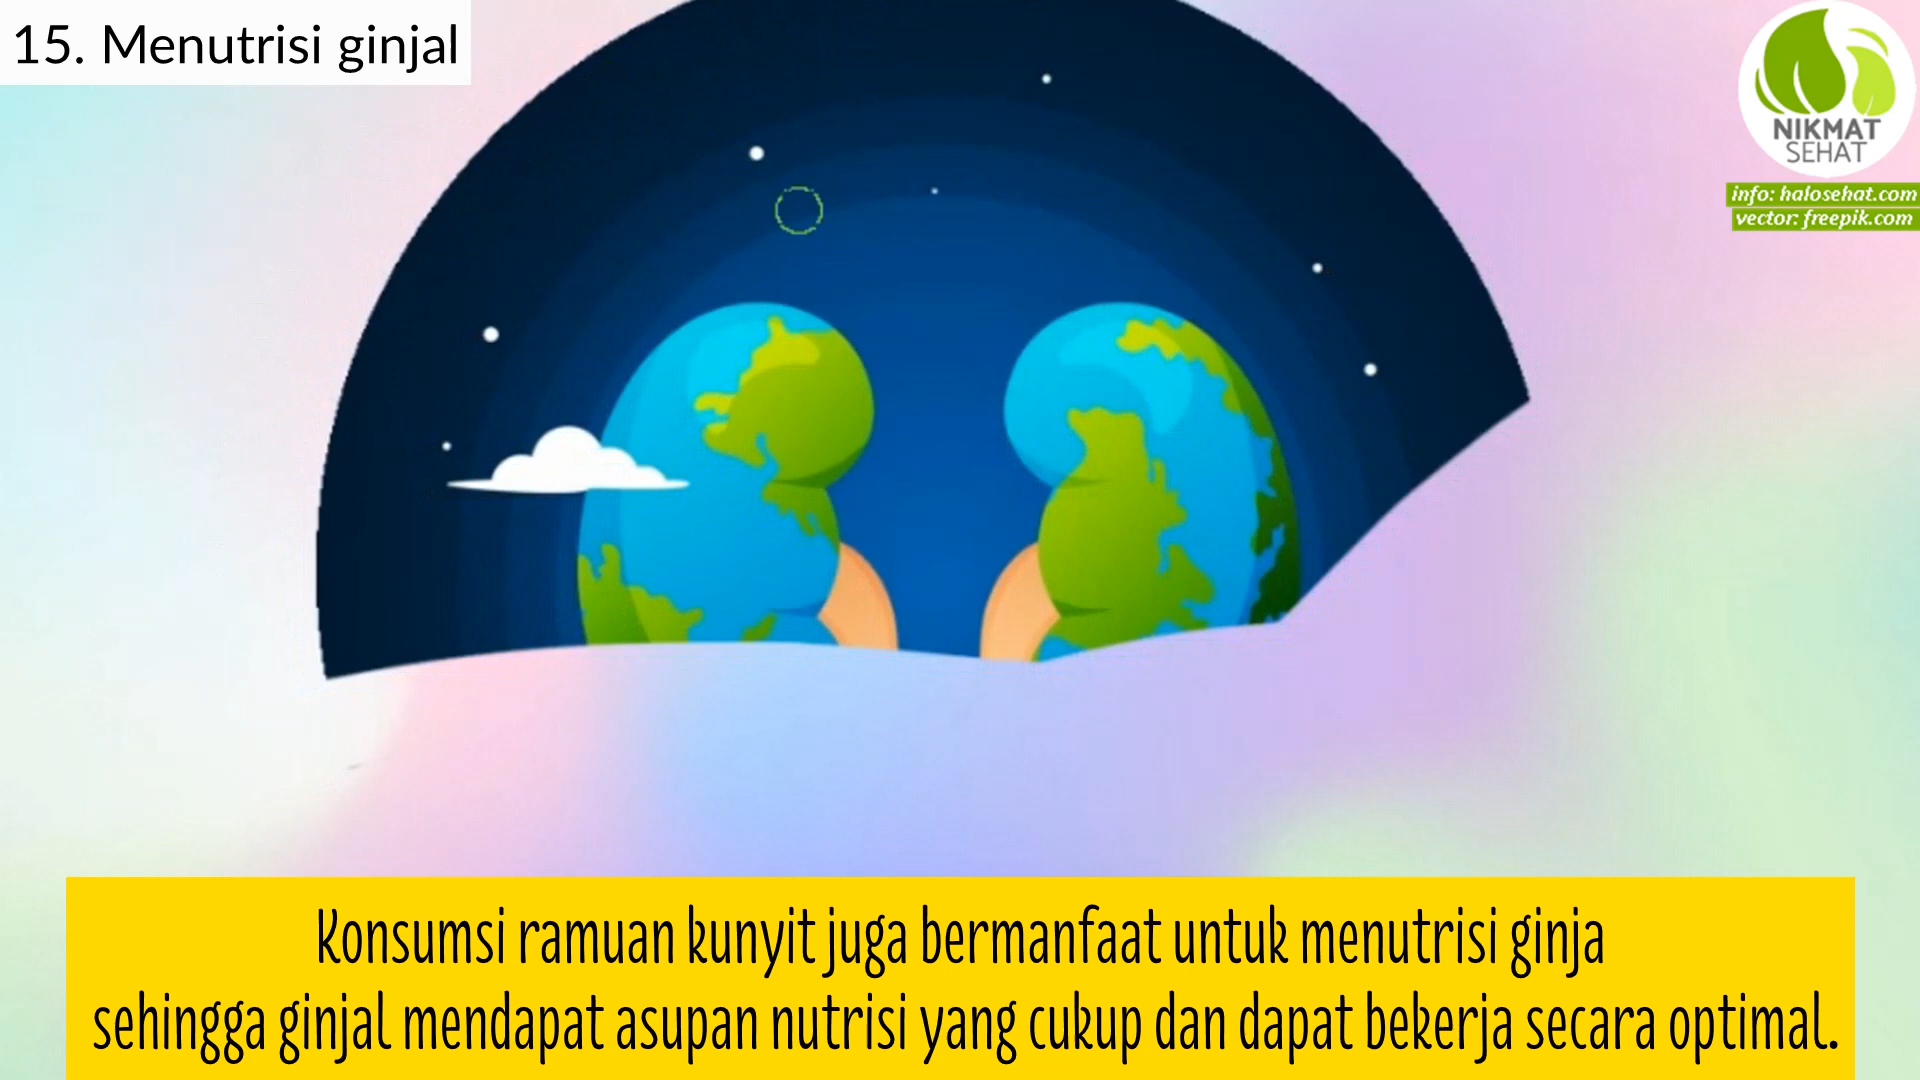 15. Menutrisi ginjal
NIKMAT
SEHAT
info: halosehat.com
vector: freepik.com
Konsumsi ramuan kunyit juga bermanfaat untuk menutrisi ginja
sehingga ginjal mendapat asupan nutrisi yang cukup dan dapat bekerja secara optimal.